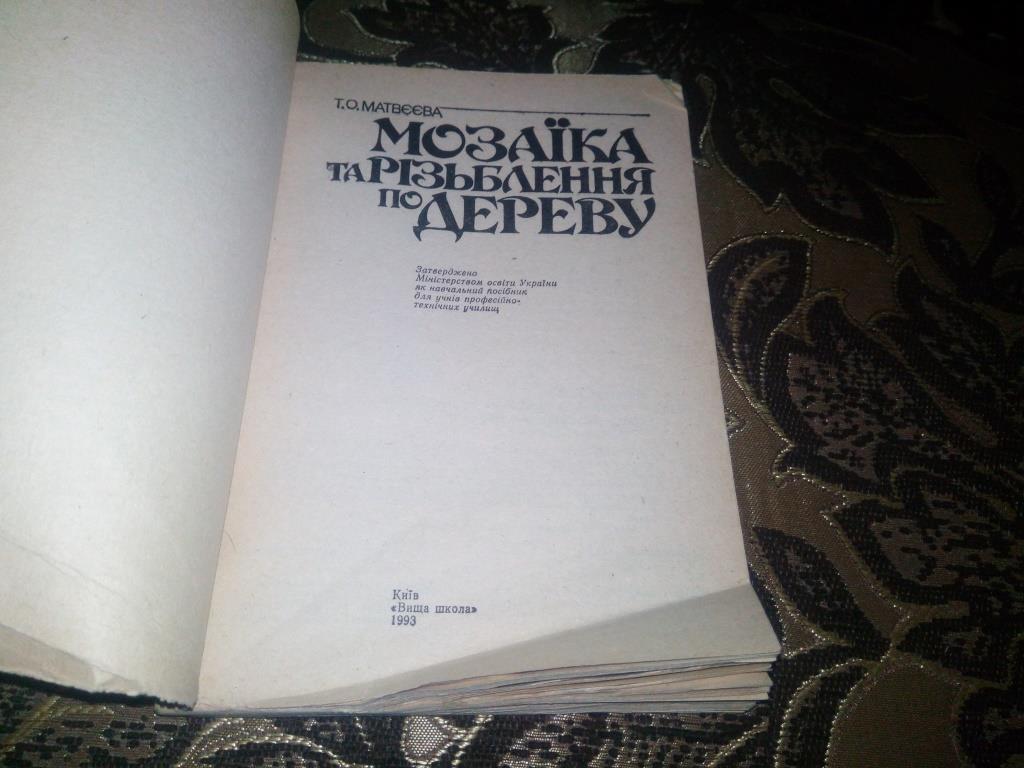 Т.О.МАТВЄЄВА
МОЗАЇКА
ТА РІЗЬБЛЕННЯ
ПО ДЕРЕВУ
Затверджено
Міністерством освіти України
як навчальний посібник
для учнів професійно-
технічних училищ
Київ
«Вища школа»
1993